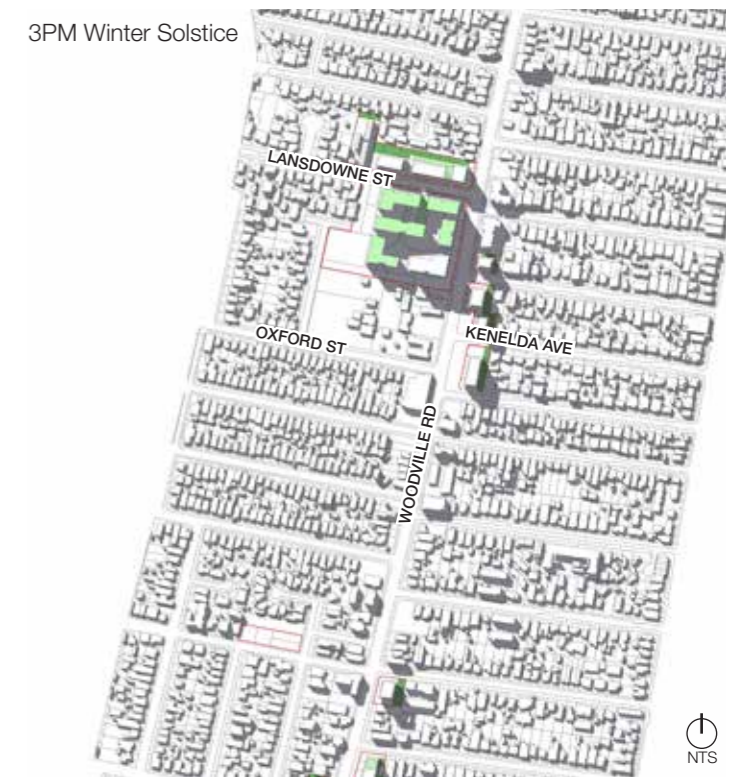 3PM Winter Solstice
LANSDOWNE ST
OXFORD ST
KENELDA AVE
WOODVILLE RD
NTS